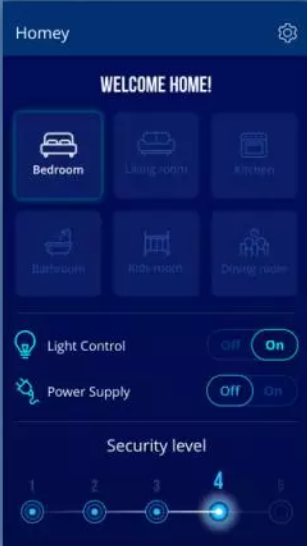 Homey
WELCOME HOME!
Bedroom Living room Kitchen
Bathroom Kids room Dining room
Light Control Off On
Power Supply Off On
Security level
1 2 3 4 5